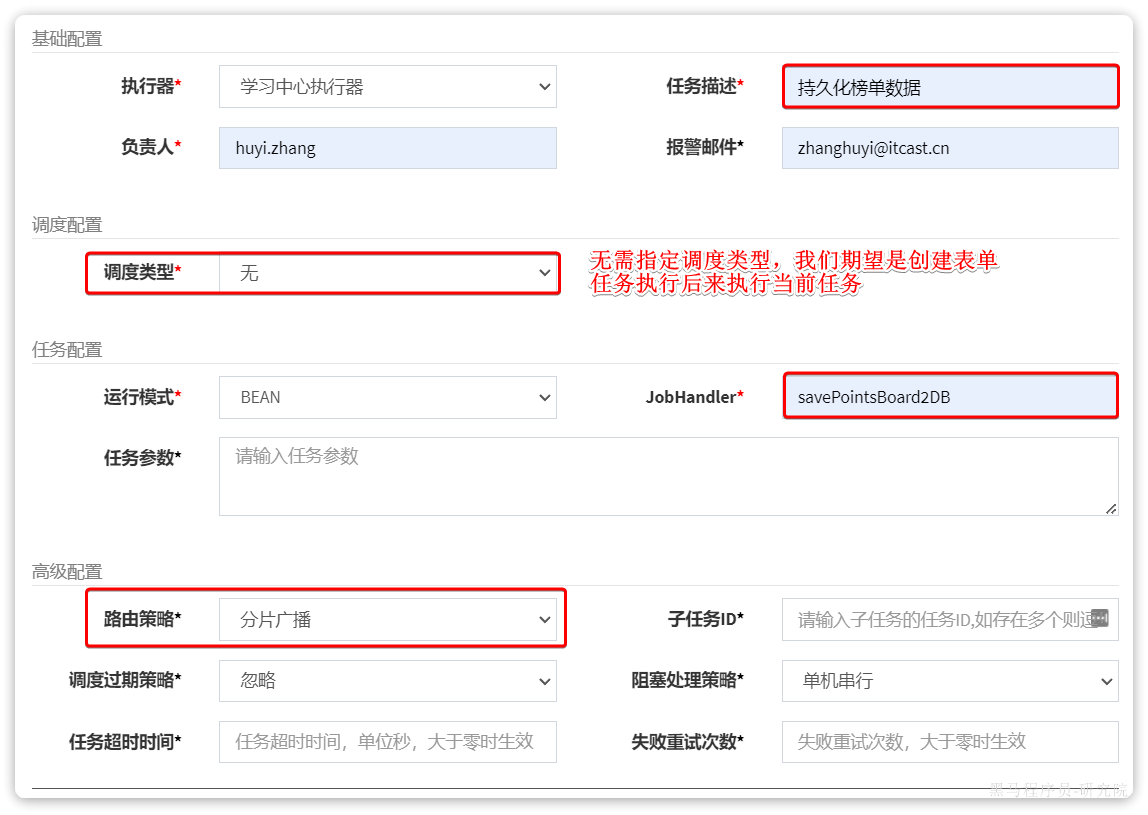 基础配置
执行器* 学习中心执行器 任务描述* 持久化榜单数据
负责人* huyi.zhang 报警邮件* zhanghuyi@itcast.cn
调度配置
调度类型* 无 无需指定调度类型，我们期望是创建表单
任务执行后来执行当前任务
任务配置
运行模式* BEAN JobHandler* savePointsBoard2DB
任务参数* 请输入任务参数
高级配置
路由策略* 分片广播 子任务ID* 请输入子任务的任务ID,如存在多个则逗
调度过期策略* 忽略 阻塞处理策略* 单机串行
任务超时时间* 任务超时时间，单位秒，大于零时生效 失败重试次数* 失败重试次数，大于零时生效
黑马程序员-研究院